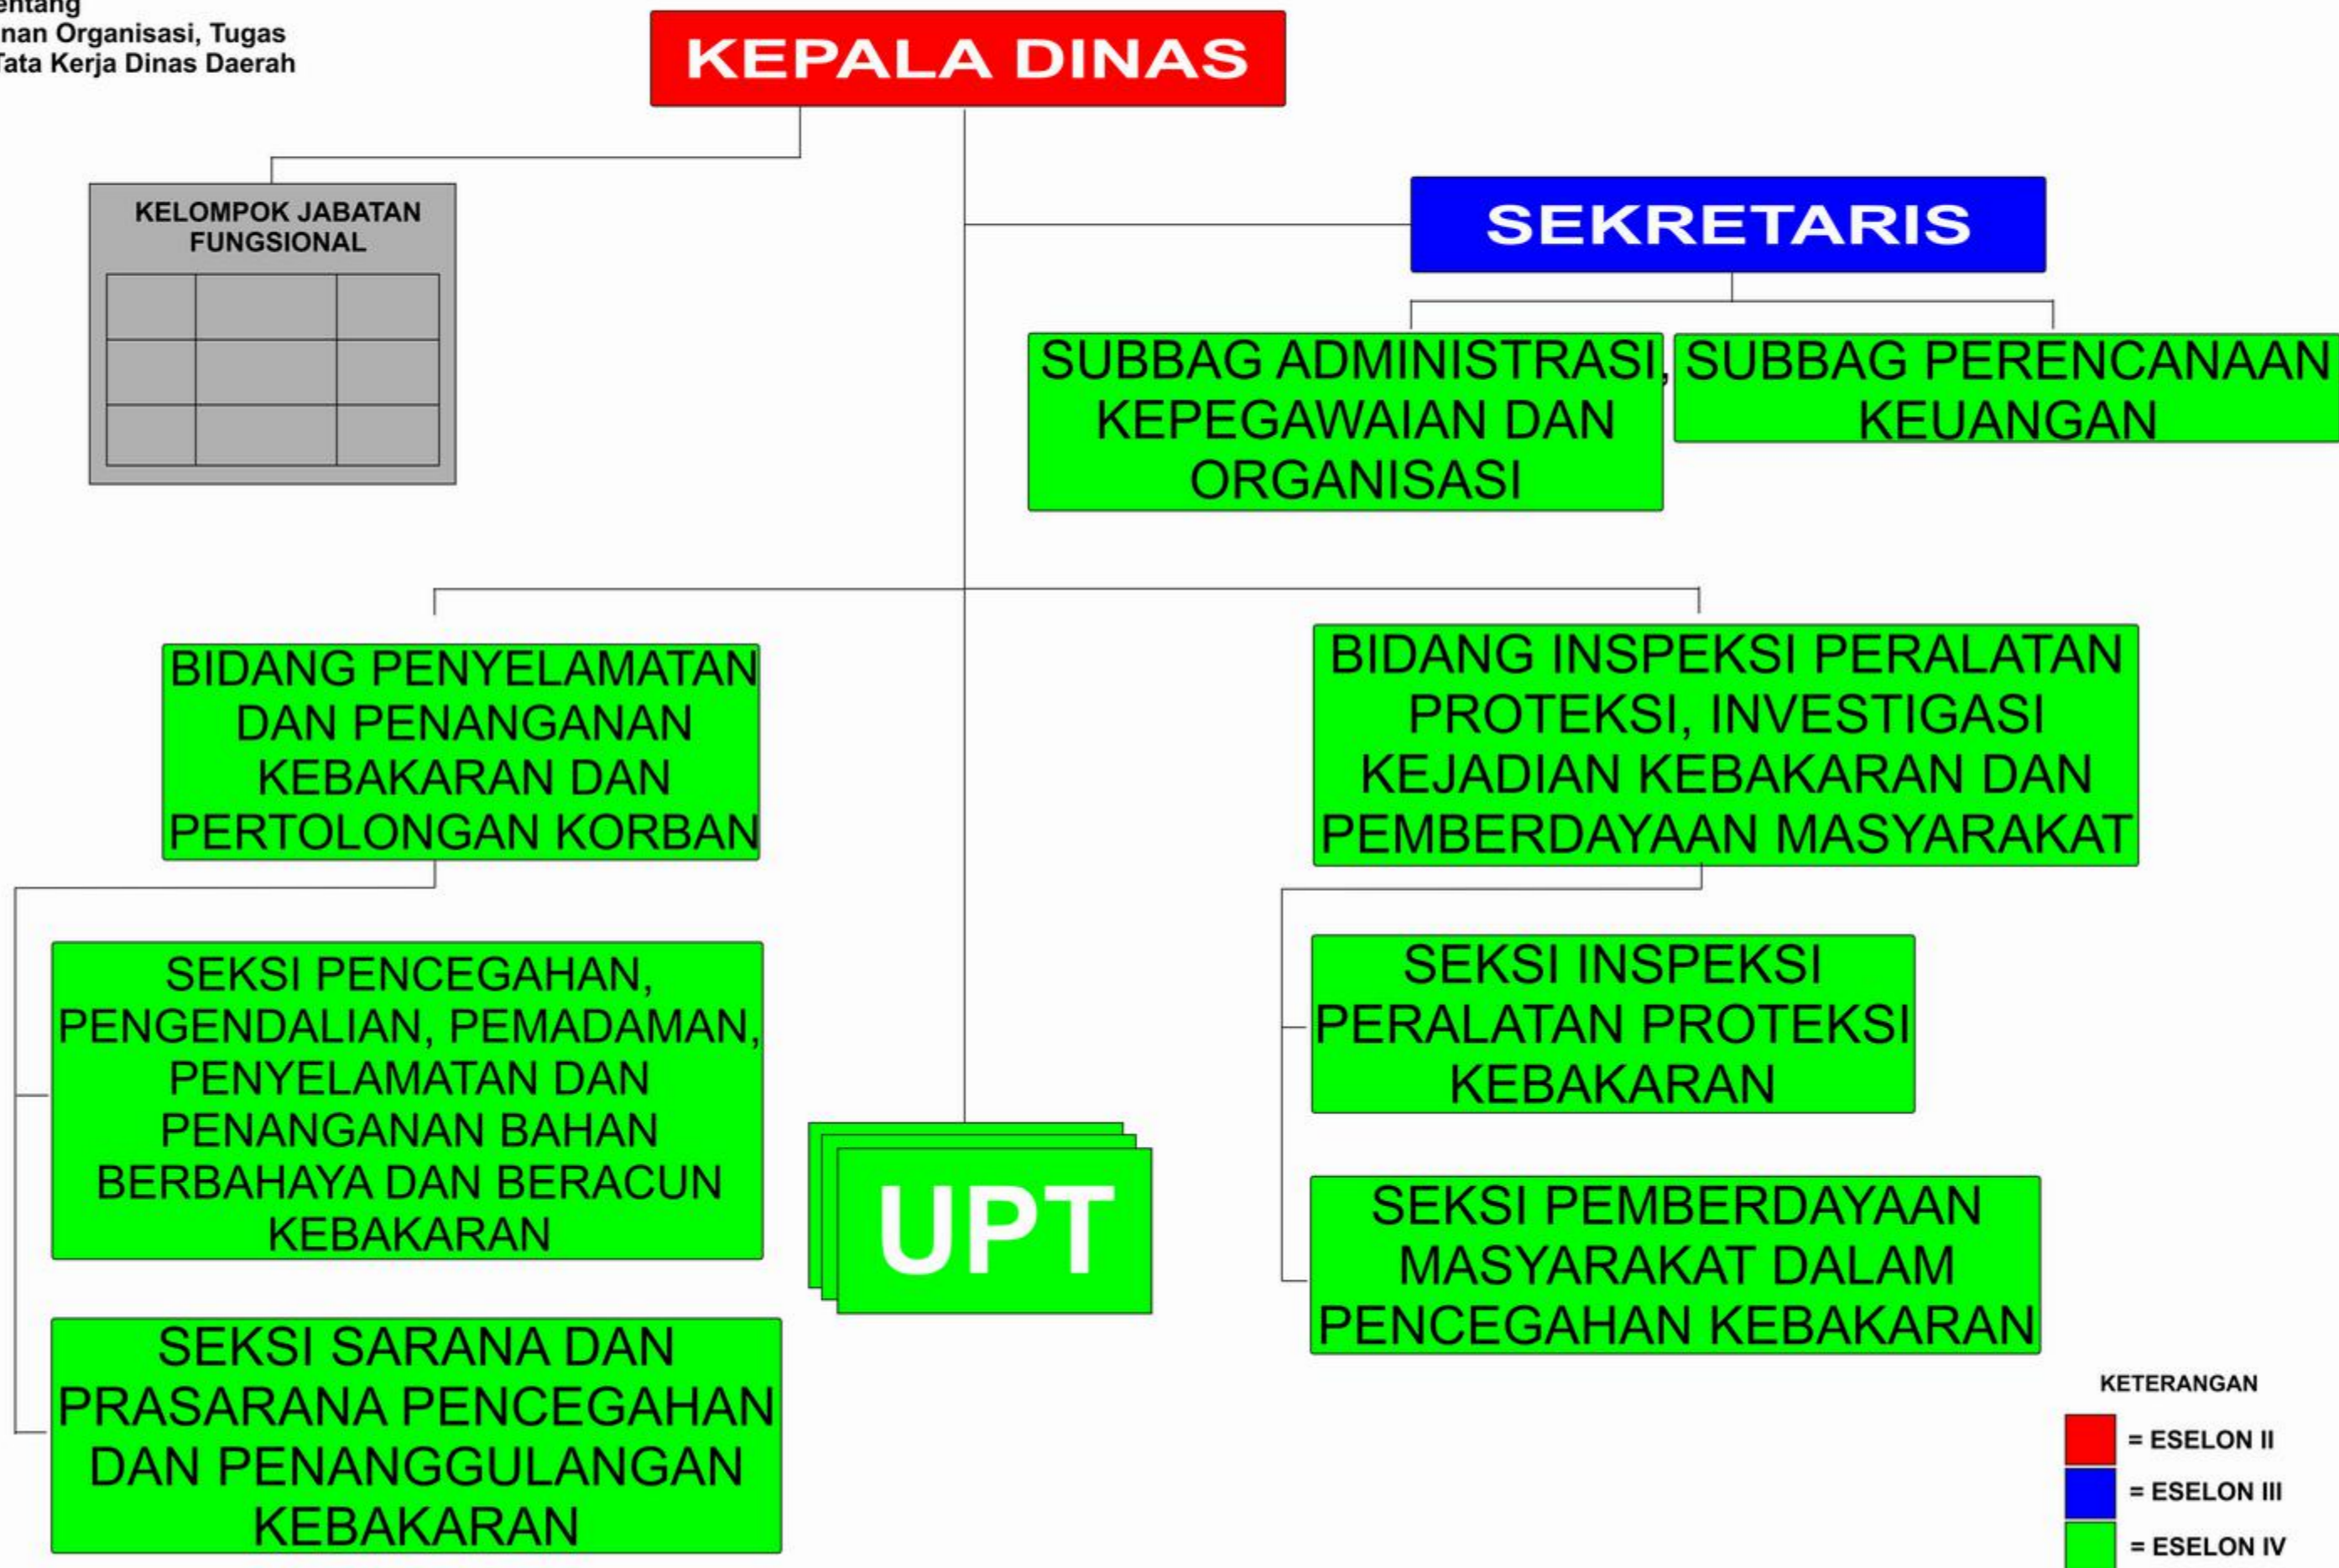 Organisasi, Tugas
Kerja Dinas Daerah
KEPALA DINAS
KELOMPOK JABATAN
FUNGSIONAL
SEKRETARIS
SUBBAG ADMINISTRASI,
KEPEGAWAIAN DAN
ORGANISASI
SUBBAG PERENCANAAN
KEUANGAN
BIDANG PENYELAMATAN
DAN PENANGANAN
KEBAKARAN DAN
PERTOLONGAN KORBAN
BIDANG INSPEKSI PERALATAN
PROTEKSI, INVESTIGASI
KEJADIAN KEBAKARAN DAN
PEMBERDAYAAN MASYARAKAT
SEKSI PENCEGAHAN,
PENGENDALIAN, PEMADAMAN,
PENYELAMATAN DAN
PENANGANAN BAHAN
BERBAHAYA DAN BERACUN
KEBAKARAN
SEKSI SARANA DAN
PRASARANA PENCEGAHAN
DAN PENANGGULANGAN
KEBAKARAN
UPT
SEKSI INSPEKSI
PERALATAN PROTEKSI
KEBAKARAN
SEKSI PEMBERDAYAAN
MASYARAKAT DALAM
PENCEGAHAN KEBAKARAN
KETERANGAN
= ESELON II
= ESELON III
= ESELON IV